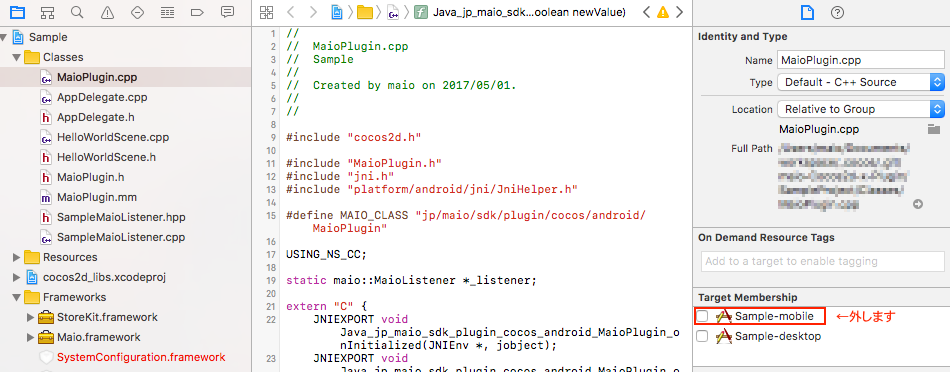 Java_jp_maio_sdk...oolean newValue)
Sample
Classes
MaioPlugin.cpp
AppDelegate.cpp
AppDelegate.h
HelloWorldScene.cpp
HelloWorldScene.h
MaioPlugin.h
MaioPlugin.mm
SampleMaioListener.hpp
SampleMaioListener.cpp
Resources
cocos2d_libs.xcodeproj
Frameworks
StoreKit.framework
Maio.framework
SystemConfiguration.framework
1 //
2 // MaioPlugin.cpp
3 // Sample
4 //
5 // Created by maio on 2017/05/01.
6 //
7 //
8
9 #include "cocos2d.h"
10
11 #include "MaioPlugin.h"
12 #include "jni.h"
13 #include "platform/android/jni/JniHelper.h"
14
15 #define MAIO_CLASS "jp/maio/sdk/plugin/cocos/android/
MaioPlugin"
16
17 USING_NS_CC;
18
19 static maio::MaioListener *_listener;
20
21 extern "C" {
22 JNIEXPORT void
Java_jp_maio_sdk_plugin_cocos_android_MaioPlugin_o
nInitialized(JNIEnv *, jobject);
23 JNIEXPORT void
Java_jp_maio_sdk_plugin_cocos_android_MaioPlugin_o
Identity and Type
Name MaioPlugin.cpp
Type Default - C++ Source
Location Relative to Group
MaioPlugin.cpp
Full Path
On Demand Resource Tags
Add to a target to enable tagging
Target Membership
Sample-mobile ←外します
Sample-desktop